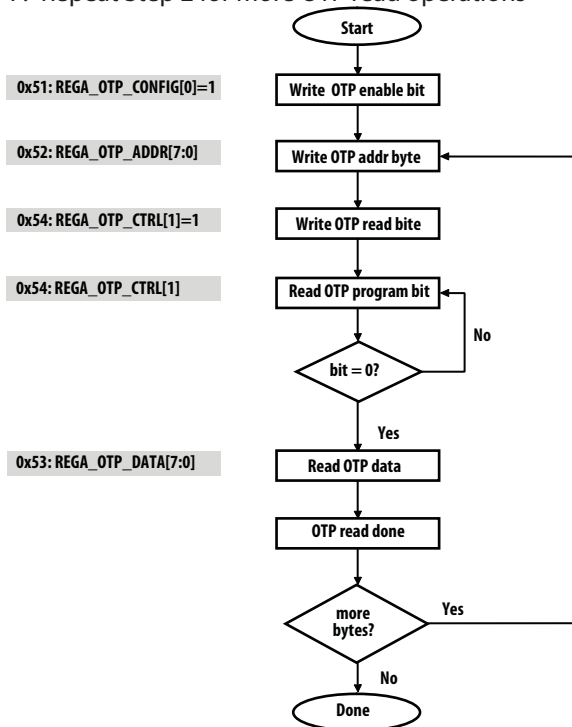 Repeat Step 2 for more OTP read operations
Start
0x51: REGA_OTP_CONFIG[0]=1
Write OTP enable bit
0x52: REGA_OTP_ADDR[7:0]
Write OTP addr byte
0x54: REGA_OTP_CTRL[1]=1
Write OTP read bite
0x54: REGA_OTP_CTRL[1]
Read OTP program bit
No
bit = 0?
Yes
0x53: REGA_OTP_DATA[7:0]
Read OTP data
OTP read done
more
bytes?
Yes
No
Done